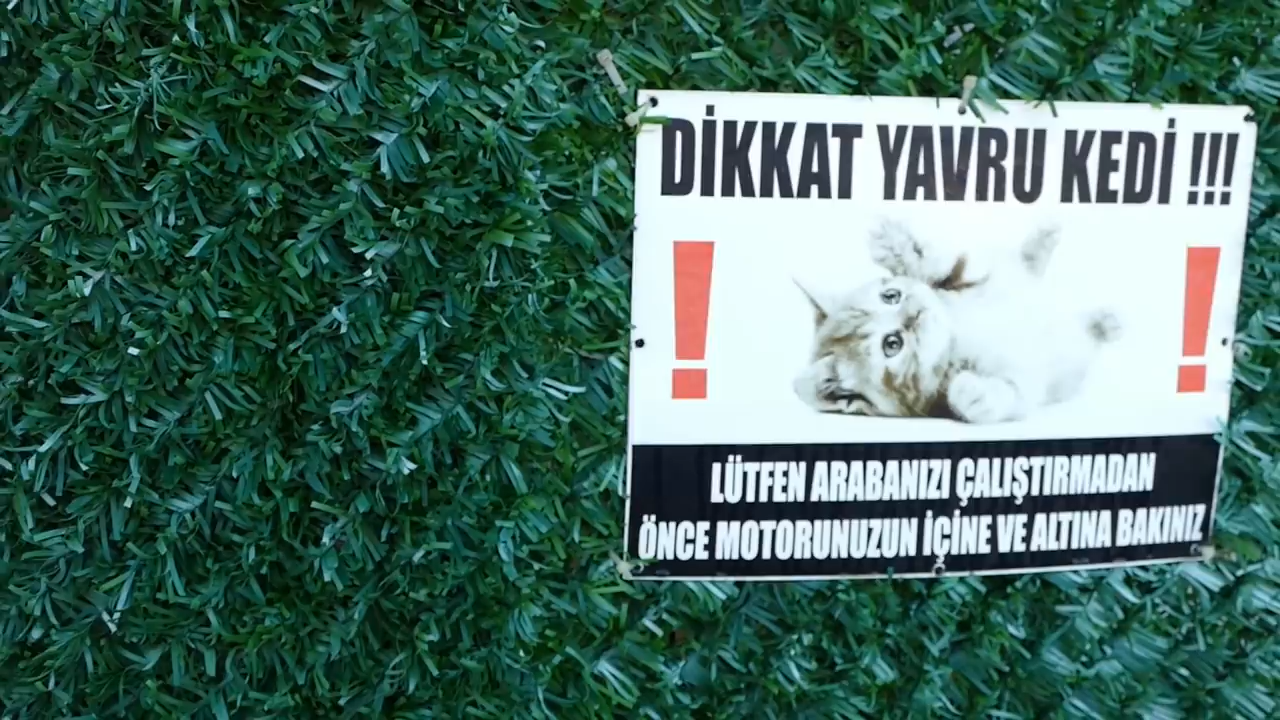 DİKKAT YAVRU KEDİ !!!
! !
LÜTFEN ARABANIZI ÇALIŞTIRMADAN
ÖNCE MOTORUNUZUN İÇİNE VE ALTINA BAKINIZ